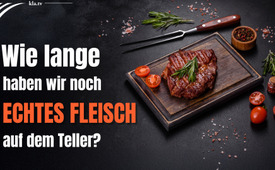 kla.tv
Wie lange
haben wir noch
ECHTES FLEISCH
auf dem Teller?